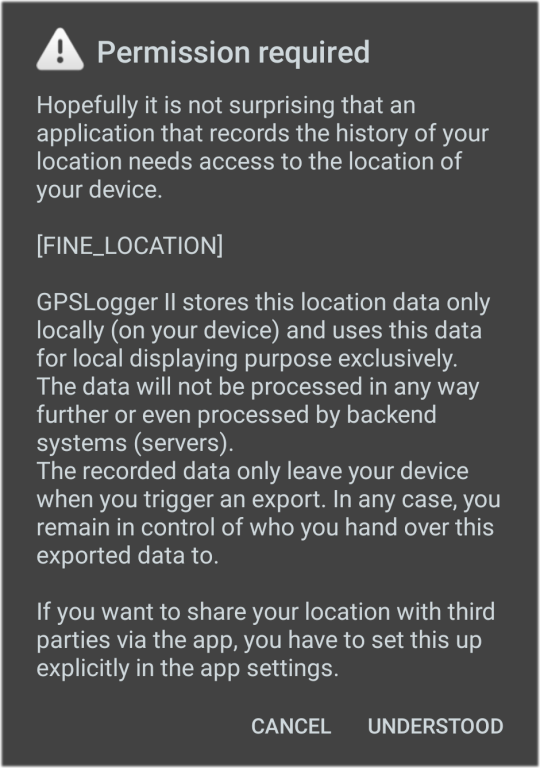 Permission required
Hopefully it is not surprising that an
application that records the history of your
location needs access to the location of
your device.
[FINE_LOCATION]
GPSLogger II stores this location data only
locally (on your device) and uses this data
for local displaying purpose exclusively.
The data will not be processed in any way
further or even processed by backend
systems (servers).
The recorded data only leave your device
when you trigger an export. In any case, you
remain in control of who you hand over this
exported data to.
If you want to share your location with third
parties via the app, you have to set this up
explicitly in the app settings.
CANCEL UNDERSTOOD